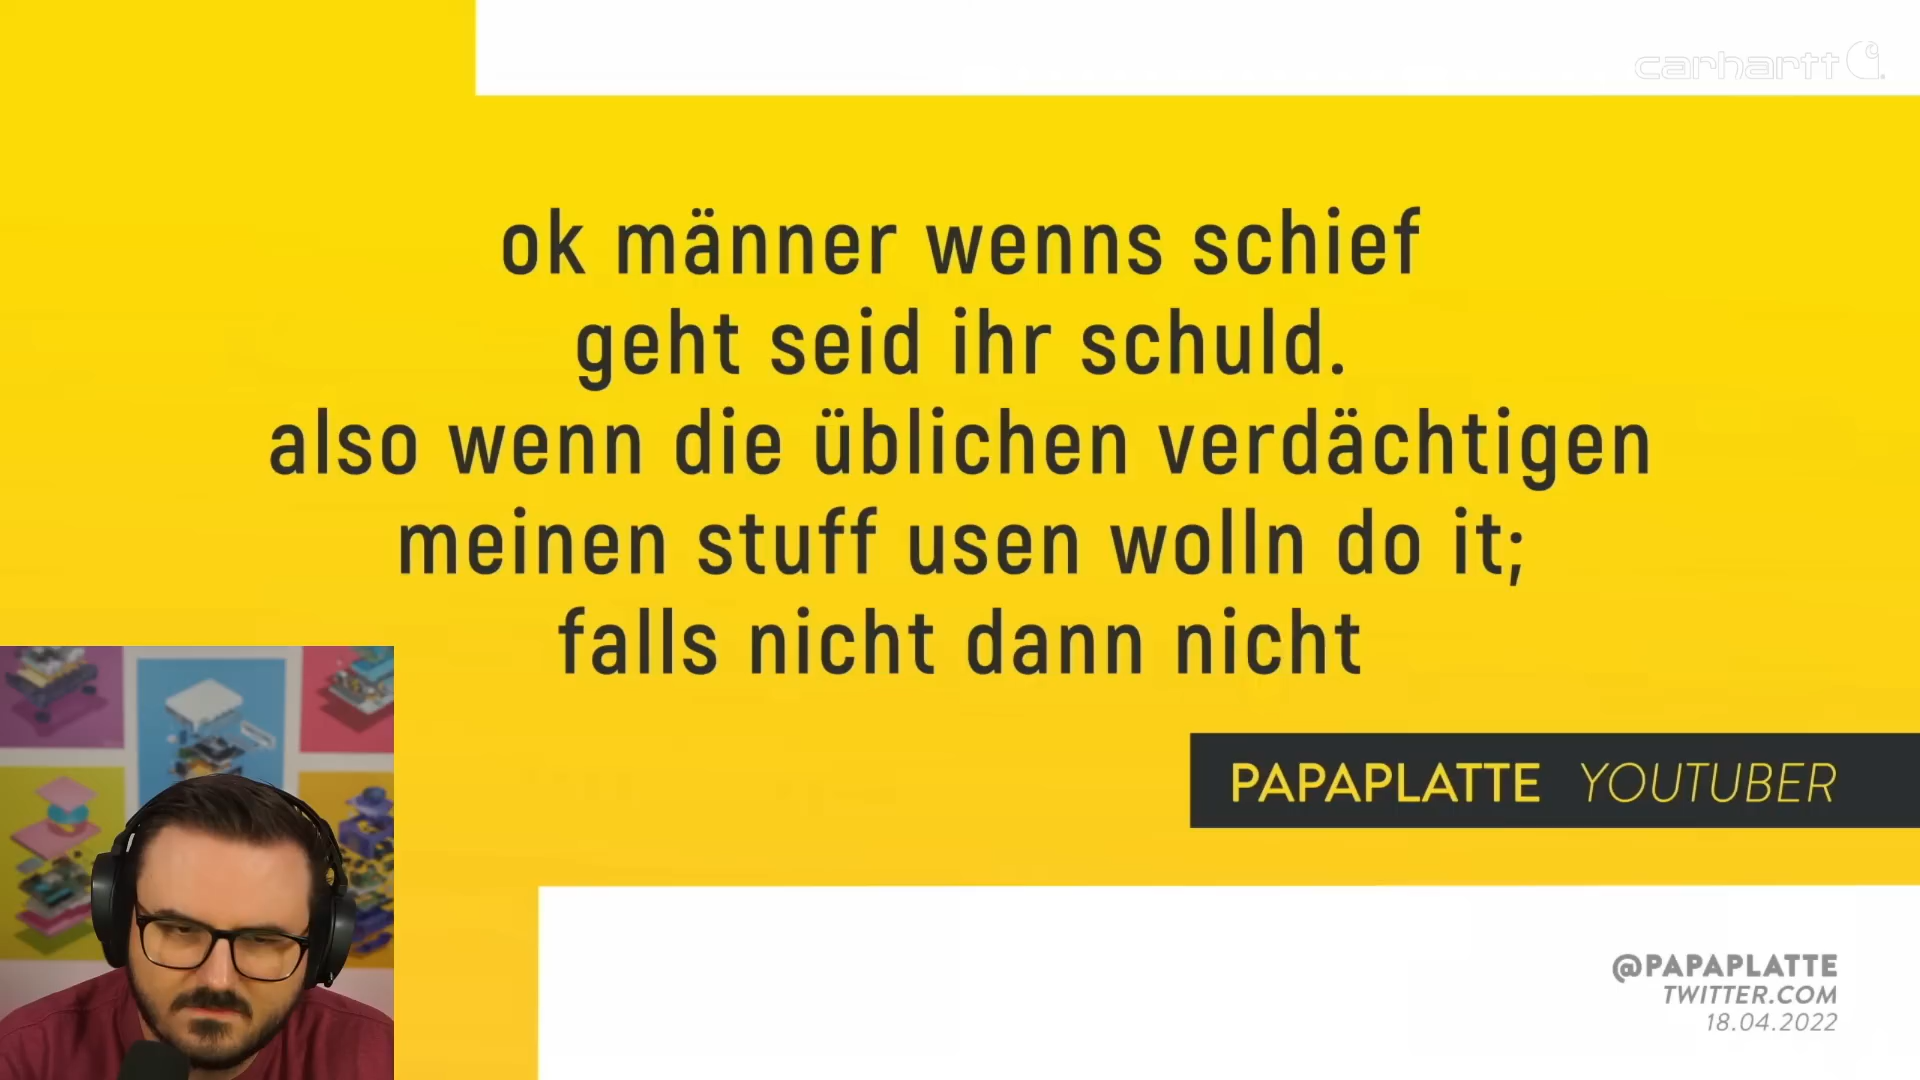 carhartt
ok männer wenns schief
geht seid ihr schuld.
also wenn die üblichen verdächtigen
meinen stuff usen wolln do it;
falls nicht dann nicht
PAPAPLATTE YOUTUBER
@PAPAPLATTE
TWITTER.COM
18.04.2022